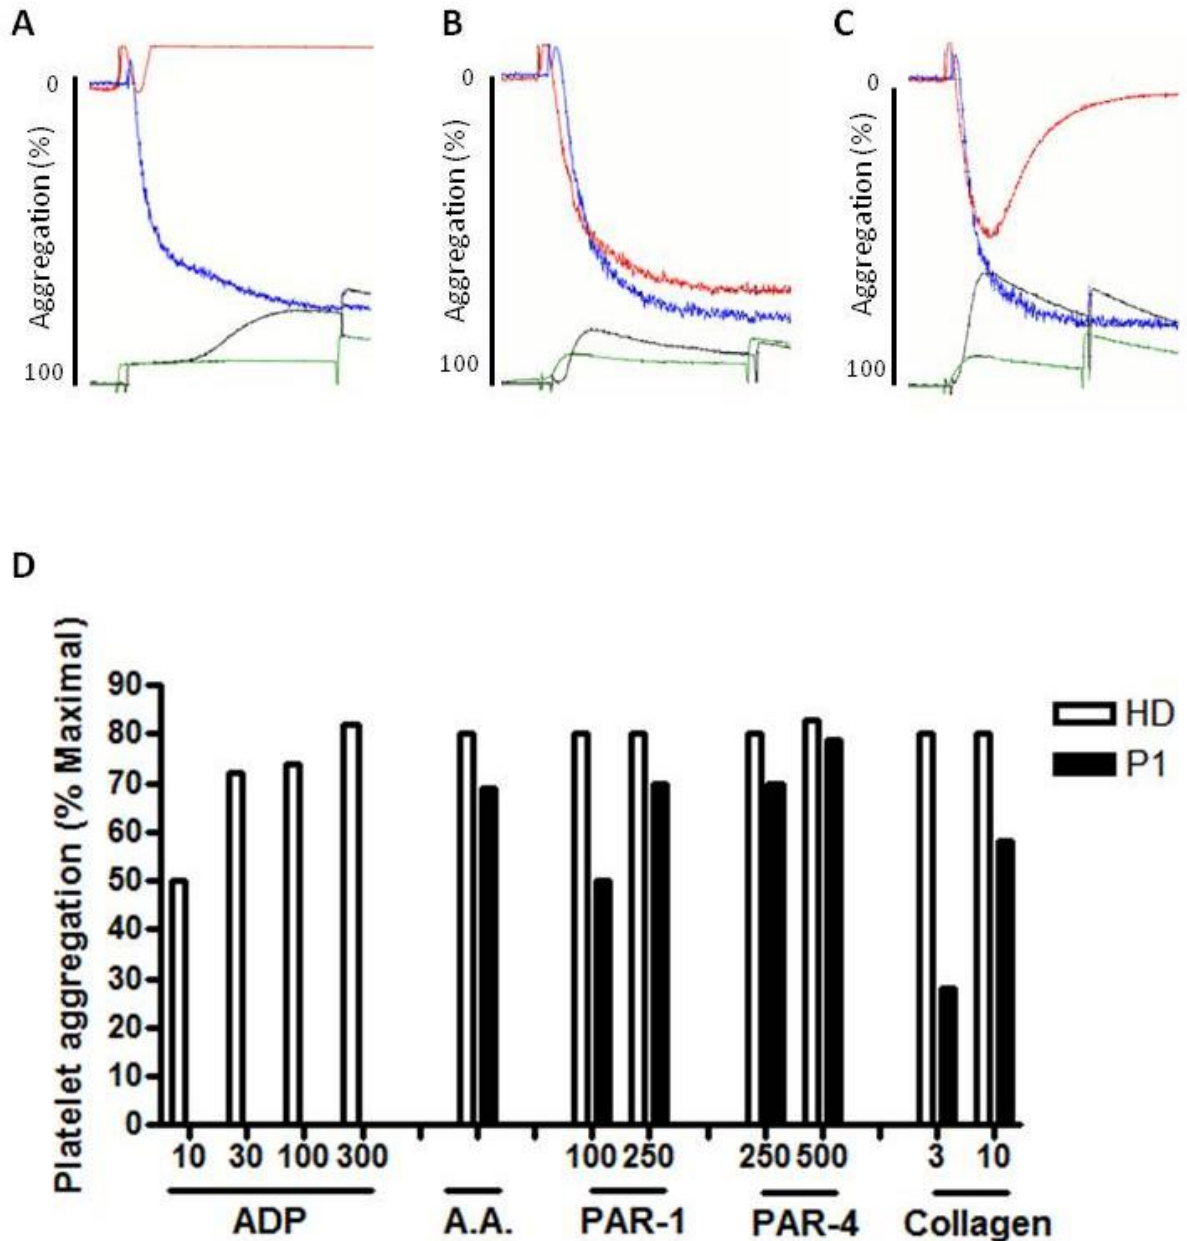 A
B
C
0
Aggregation (%)
100
0
Aggregation (%)
100
0
Aggregation (%)
100
D
Platelet aggregation (% Maximal)
90
80
70
60
50
40
30
20
10
0
HD
P1
10 30 100 300 100 250 250 500 3 10
ADP A.A. PAR-1 PAR-4 Collagen